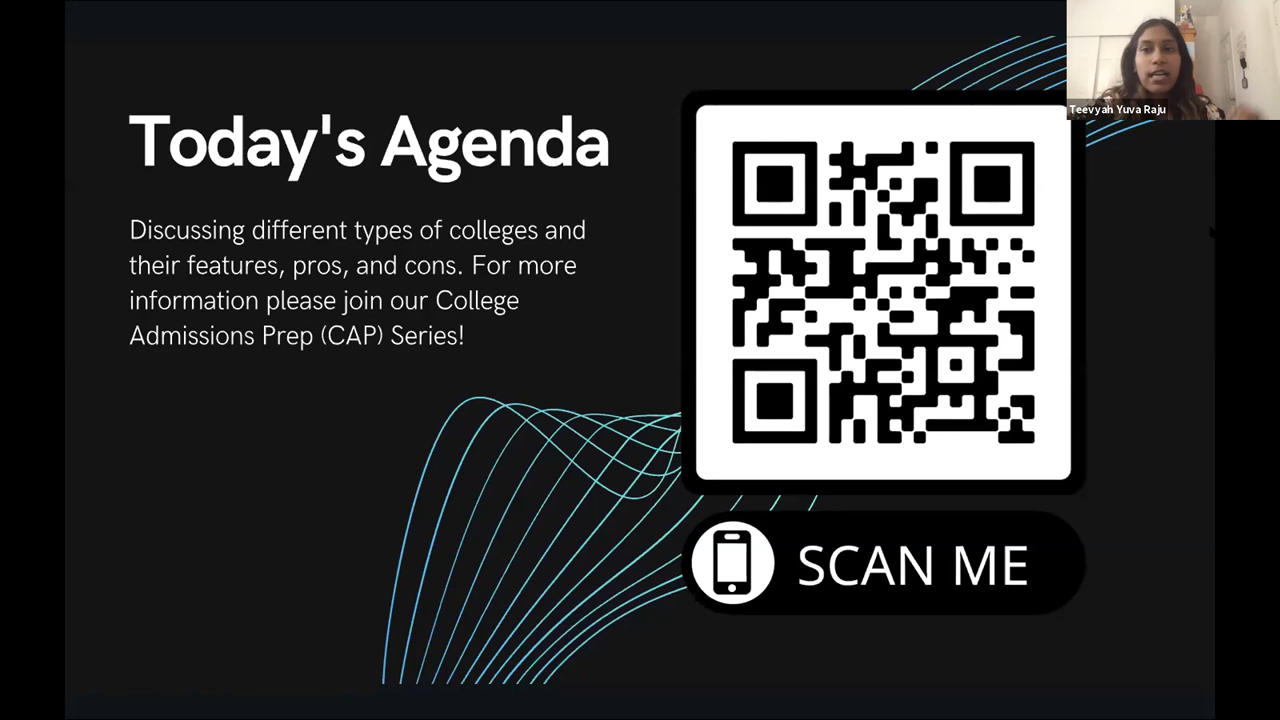 Today's Agenda
Discussing different types of colleges and
their features, pros, and cons. For more
information please join our College
Admissions Prep (CAP) Series!
SCAN ME
Teevyah Yuva Raju